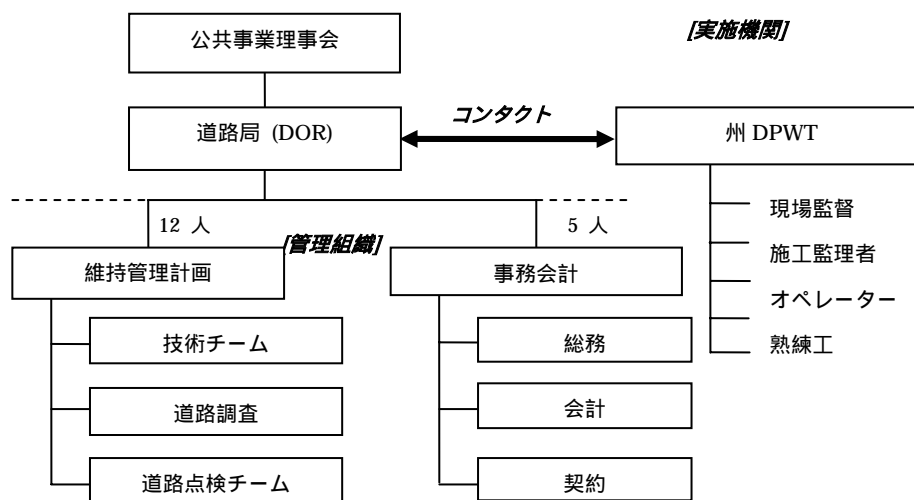 公共事業理事会
[実施機関]
道路局 (DOR)
コンタクト
州 DPWT
12 人
5 人
[管理組織]
維持管理計画
事務会計
現場監督
施工監理者
オペレーター
熟練工
技術チーム
総務
道路調査
会計
道路点検チーム
契約